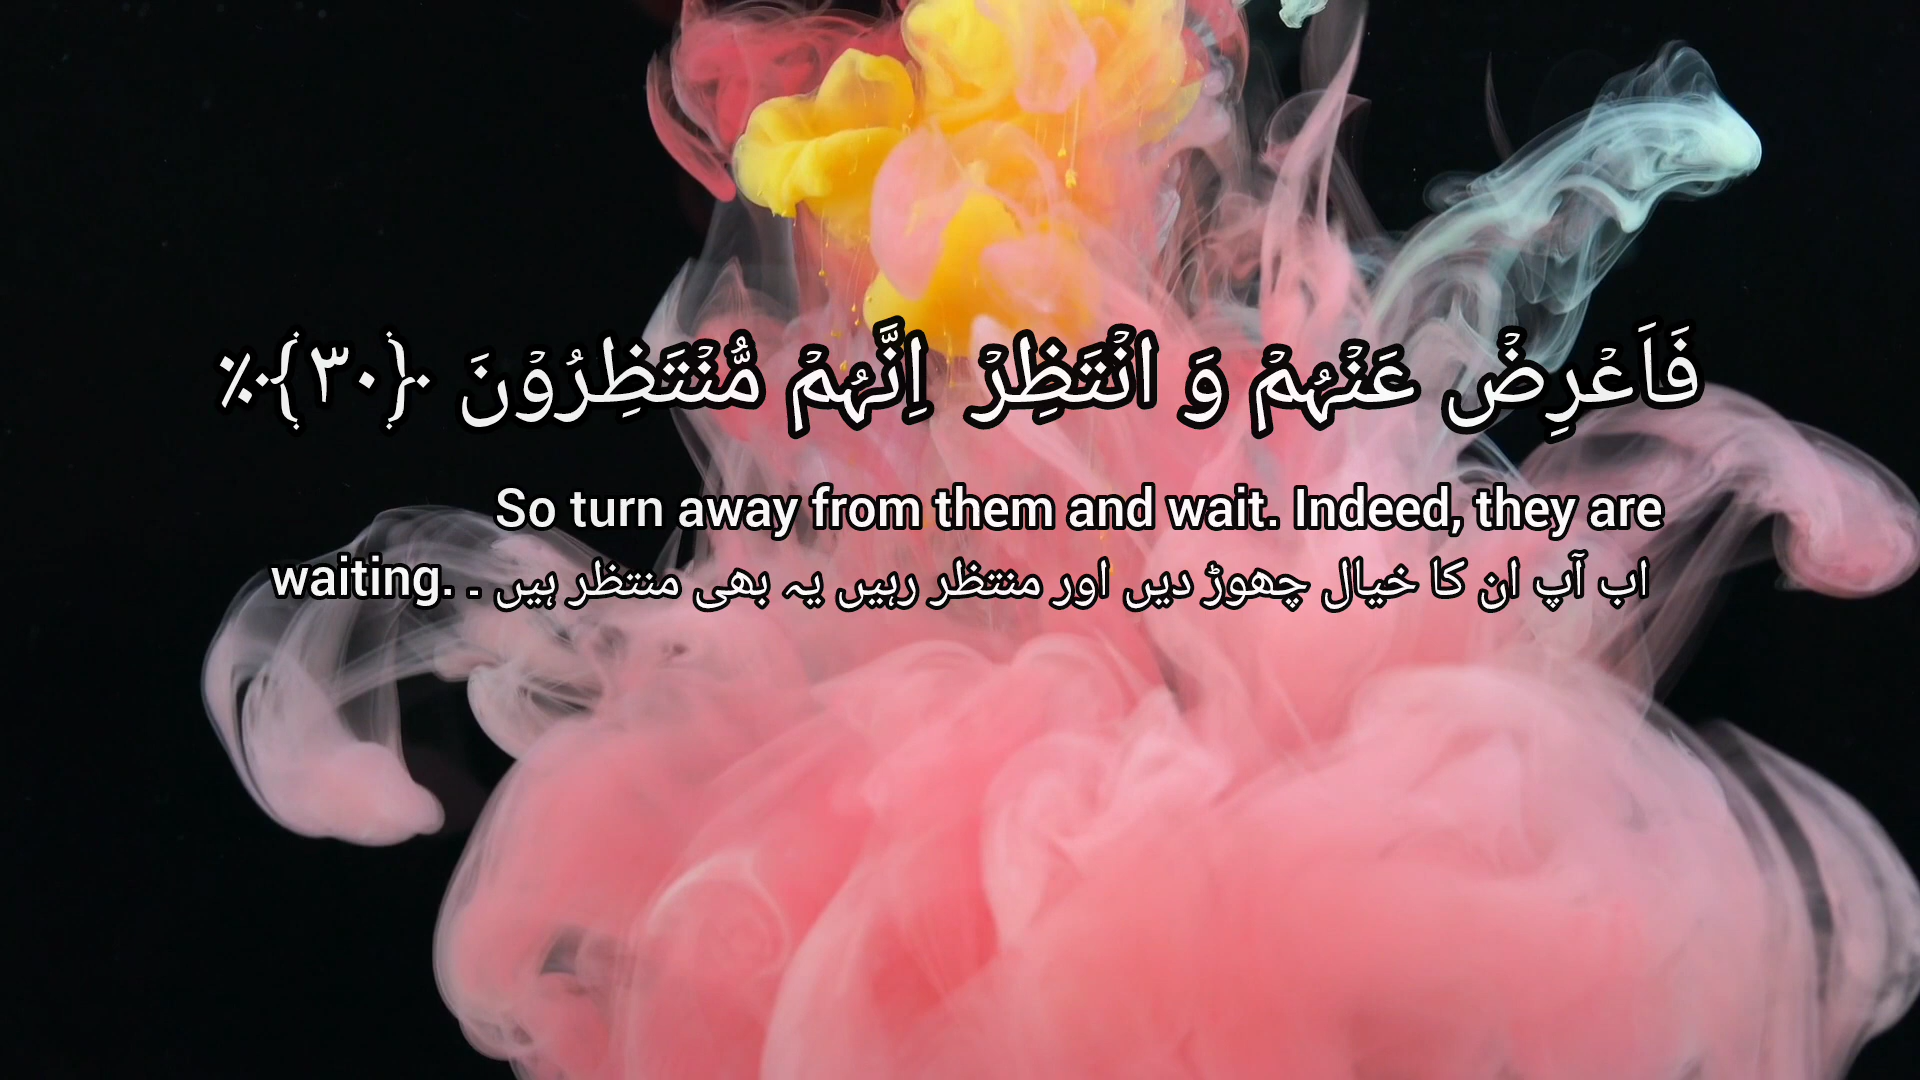 فَاَعۡرِضۡ عَنۡہُمۡ وَ انۡتَظِرۡ اِنَّہُمۡ مُّنۡتَظِرُوۡنَ ﴿۳۰﴾٪
So turn away from them and wait. Indeed, they are
waiting. اب آپ ان کا خیال چھوڑ دیں اور منتظر رہیں یہ بھی منتظر ہیں ۔